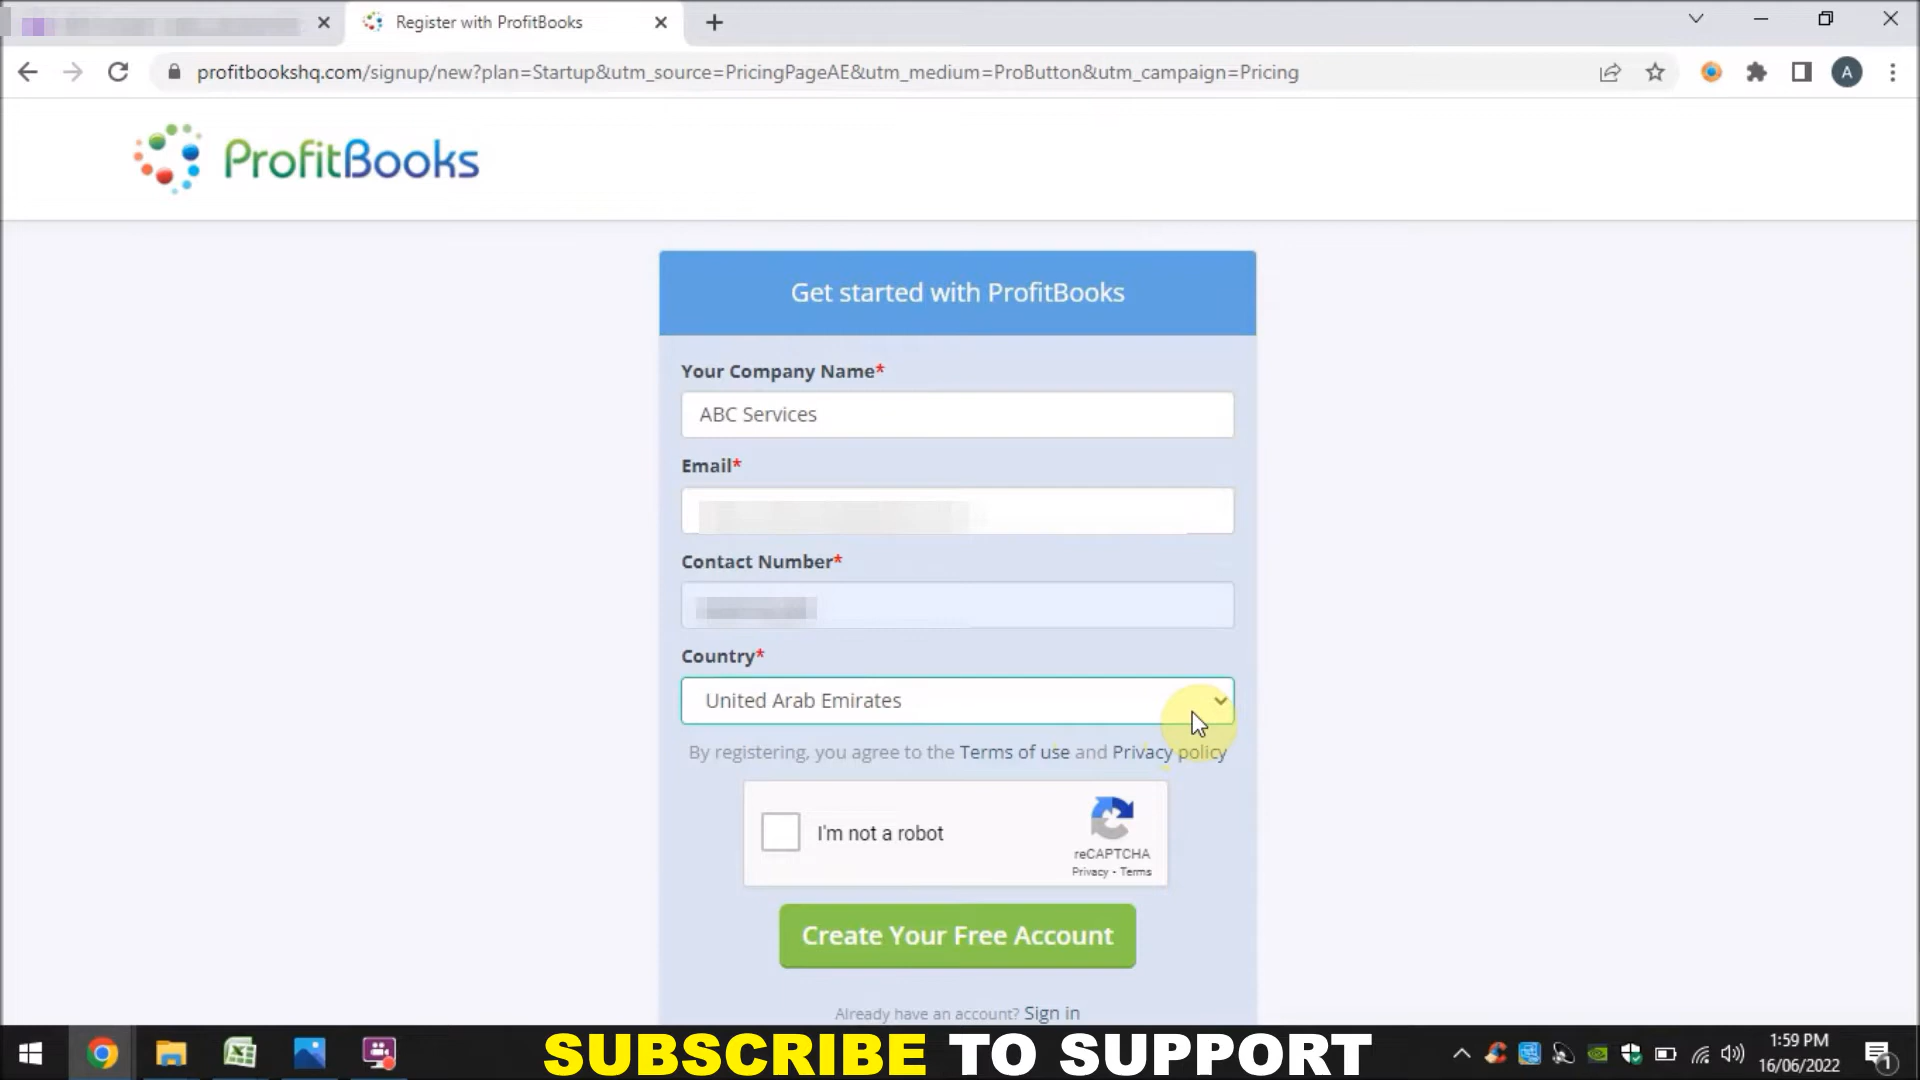 Register with ProfitBooks
profitbookshq.com/signup/new?plan=Startup&utm_source=PricingPageAE&utm_medium=ProButton&utm_campaign=Pricing
A
ProfitBooks
Get started with ProfitBooks
Your Company Name*
ABC Services
Email*
Contact Number*
Country*
United Arab Emirates
By registering, you agree to the Terms of use and Privacy policy
I'm not a robot
reCAPTCHA
Privacy - Terms
Create Your Free Account
Already have an account? Sign in
SUBSCRIBE TO SUPPORT
1:59 PM
16/06/2022
1